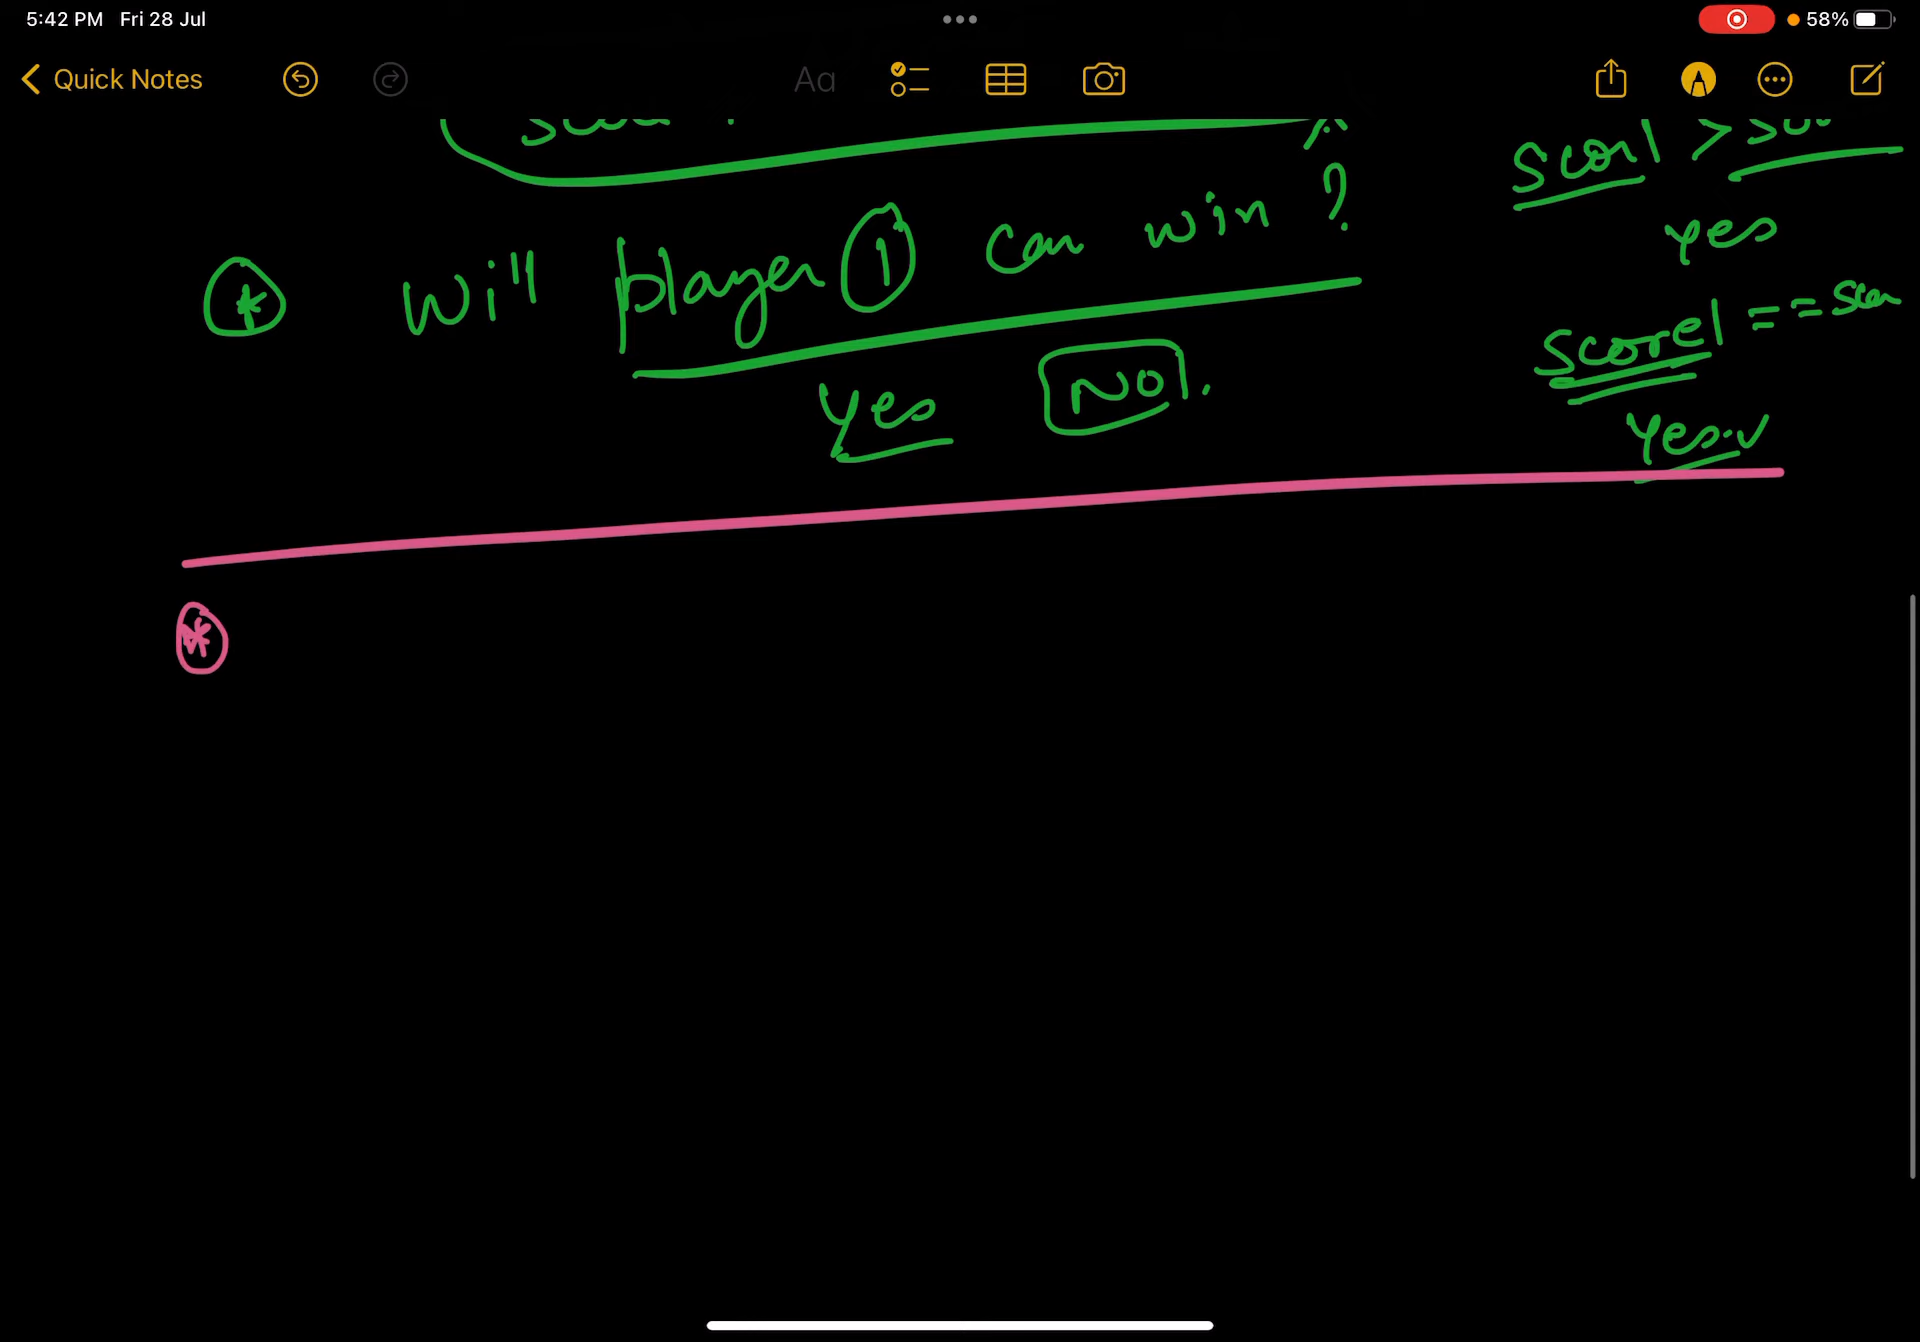 5:42 PM Fri 28 Jul
58%
Quick Notes
Aa
scor1 >
yes
* Will player 1 can win ?
score1 ==
Yes No.
Yes
*